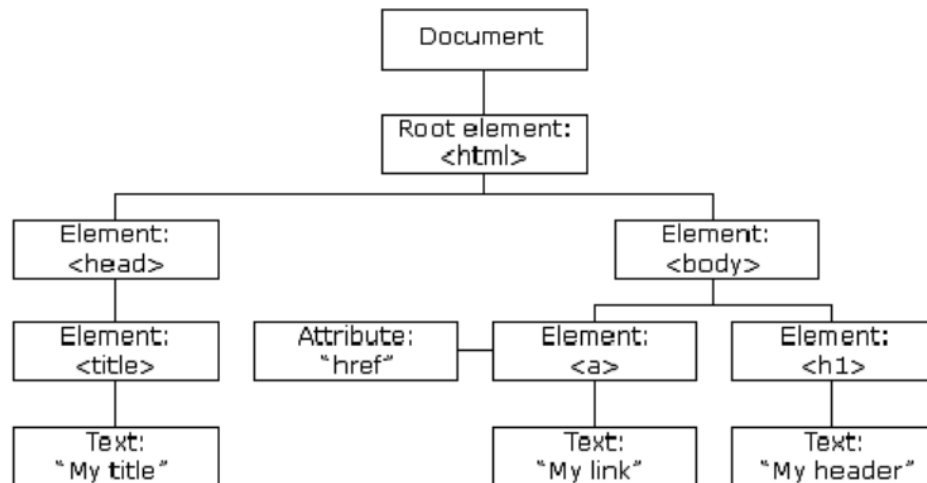 Document
Root element:
<html>
Element:
<head>
Element:
<body>
Element:
<title>
Attribute:
“href”
Element:
<a>
Element:
<h1>
Text:
“My title”
Text:
“My link”
Text:
“My header”